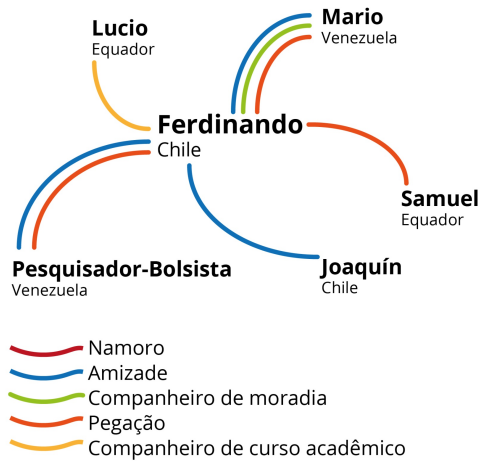 Lucio
Equador
Mario
Venezuela
Ferdinando
Chile
Samuel
Equador
Pesquisador-Bolsista
Venezuela
Joaquín
Chile
Namoro
Amizade
Companheiro de moradia
Pegação
Companheiro de curso acadêmico